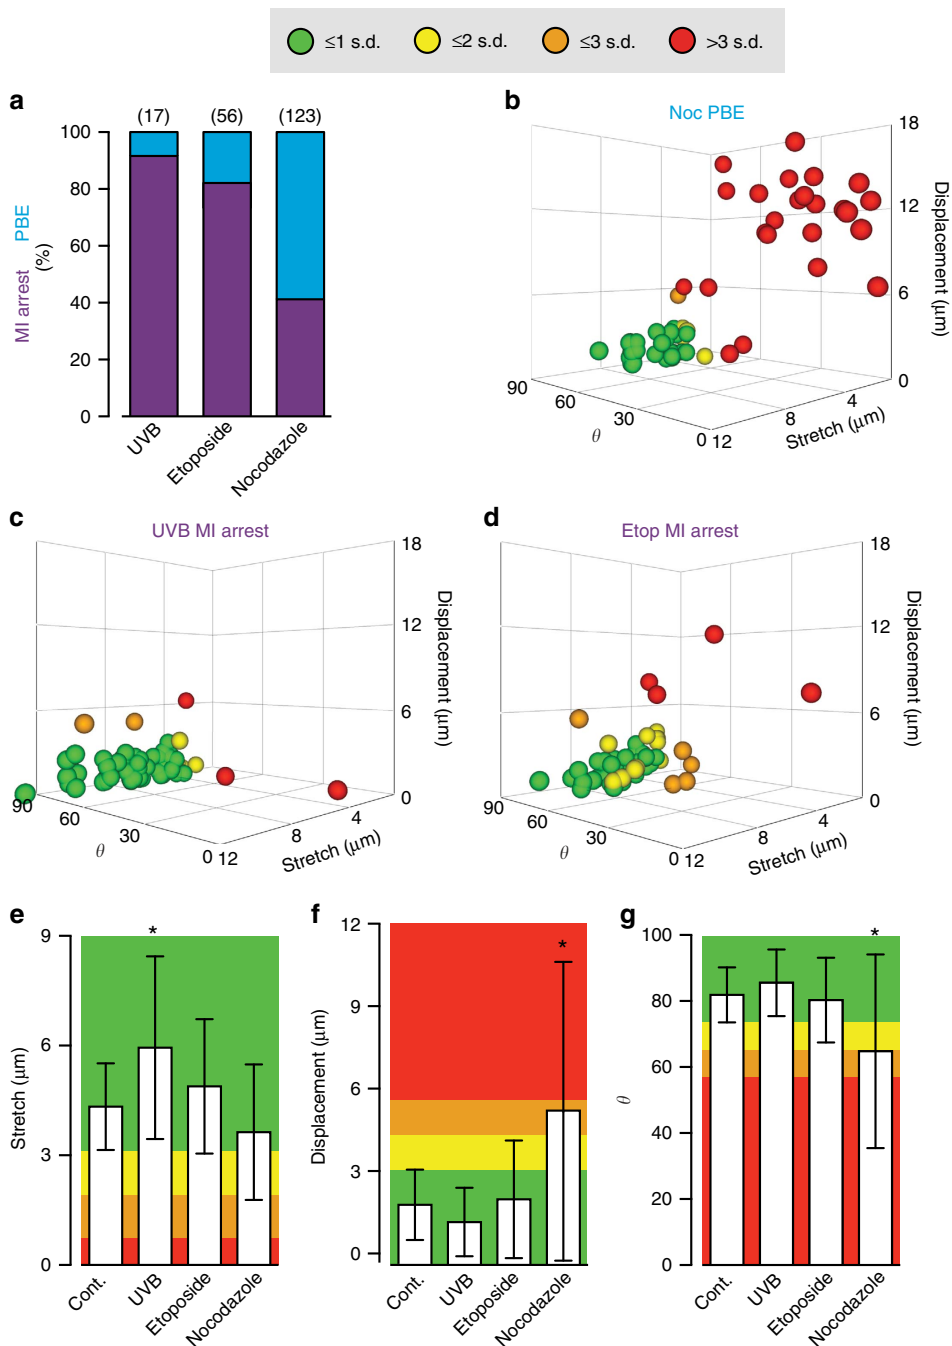 ≤1 s.d. ≤2 s.d. ≤3 s.d. >3 s.d.
a
(17) (56) (123)
100
80
60
40
20
0
MI arrest PBE
(%)
UVB
Etoposide
Nocodazole
b
Noc PBE
18
12
6
0
Displacement (μm)
90
60
30
0
θ
12
8
4
Stretch (μm)
c
UVB MI arrest
18
12
6
0
Displacement (μm)
90
60
30
0
θ
12
8
4
Stretch (μm)
d
Etop MI arrest
18
12
6
0
Displacement (μm)
90
60
30
0
θ
12
8
4
Stretch (μm)
e
9
6
3
0
Stretch (μm)
*
Cont.
UVB
Etoposide
Nocodazole
f
12
9
6
3
0
Displacement (μm)
*
Cont.
UVB
Etoposide
Nocodazole
g
100
80
60
40
20
0
θ
*
Cont.
UVB
Etoposide
Nocodazole